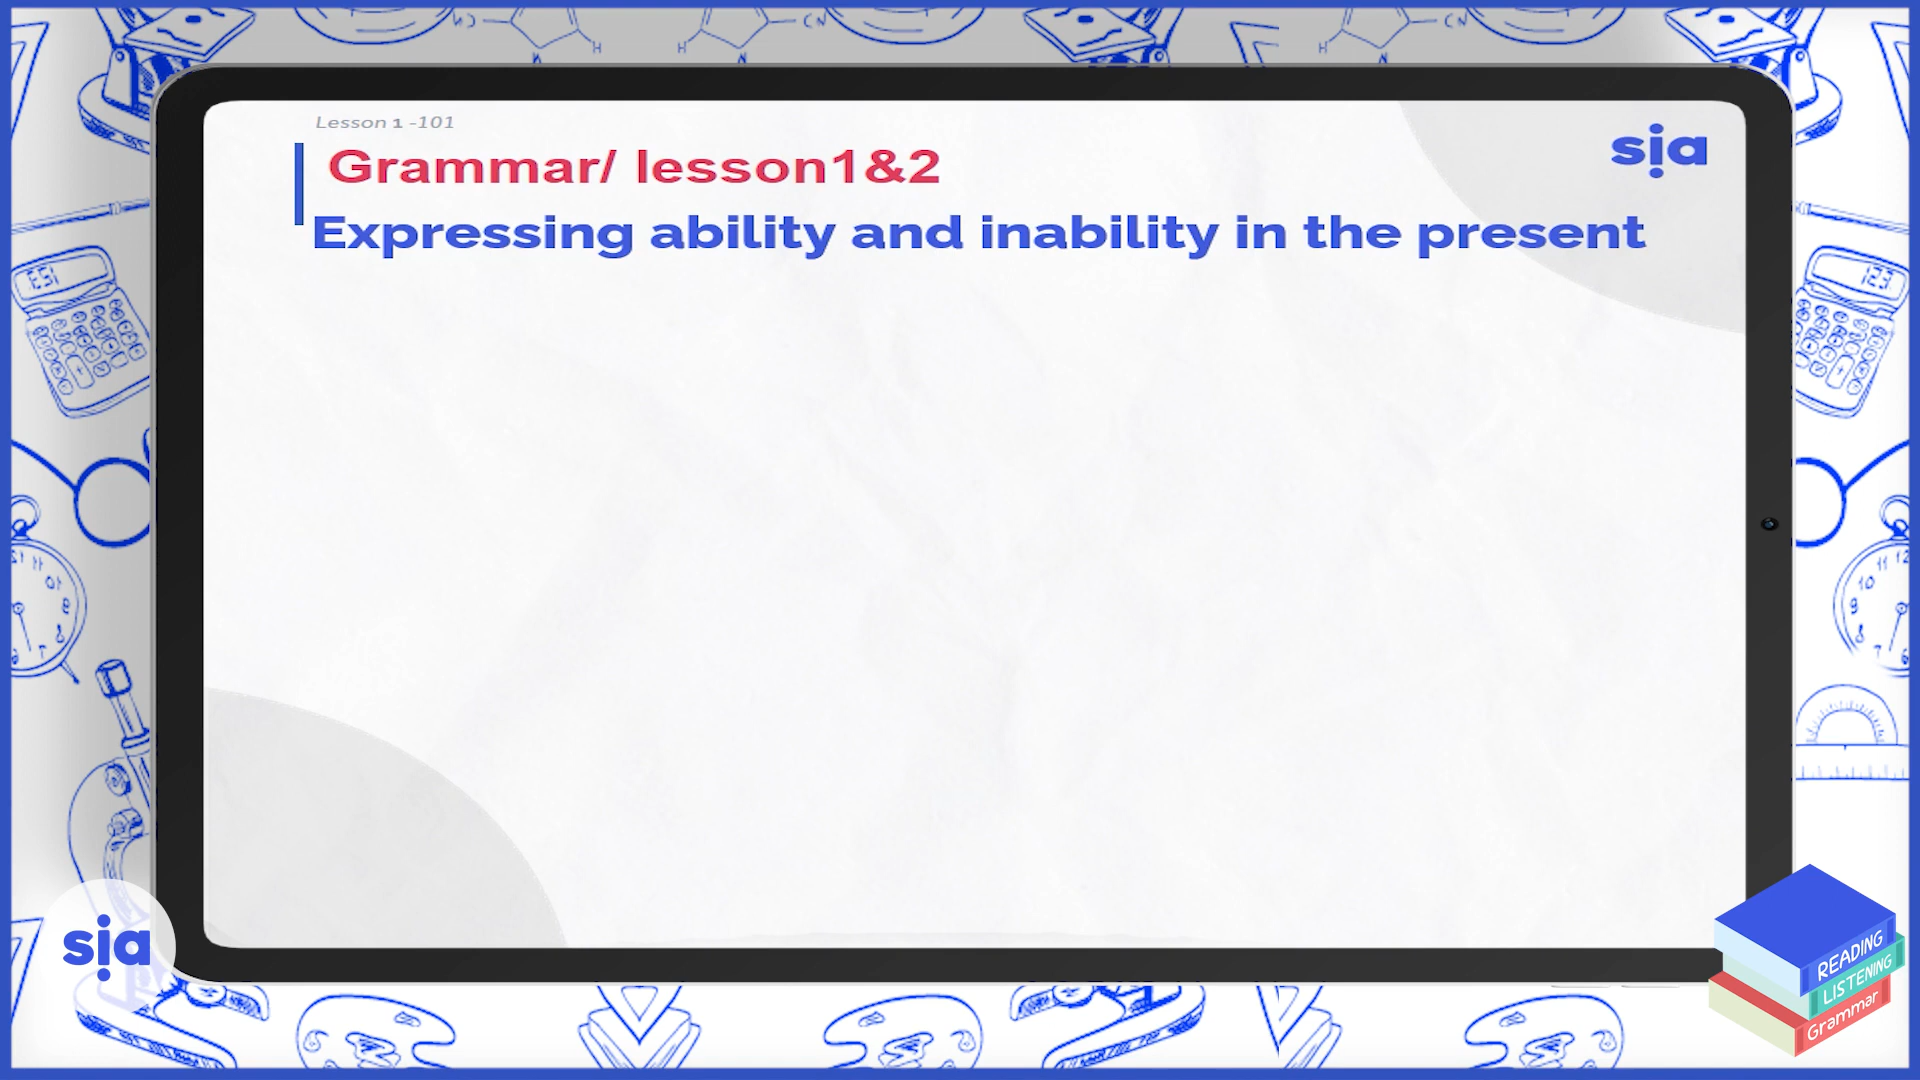 Lesson 1 -101
sia
Grammar/ lesson1&2
Expressing ability and inability in the present
sia
READING
LISTENING
Grammar